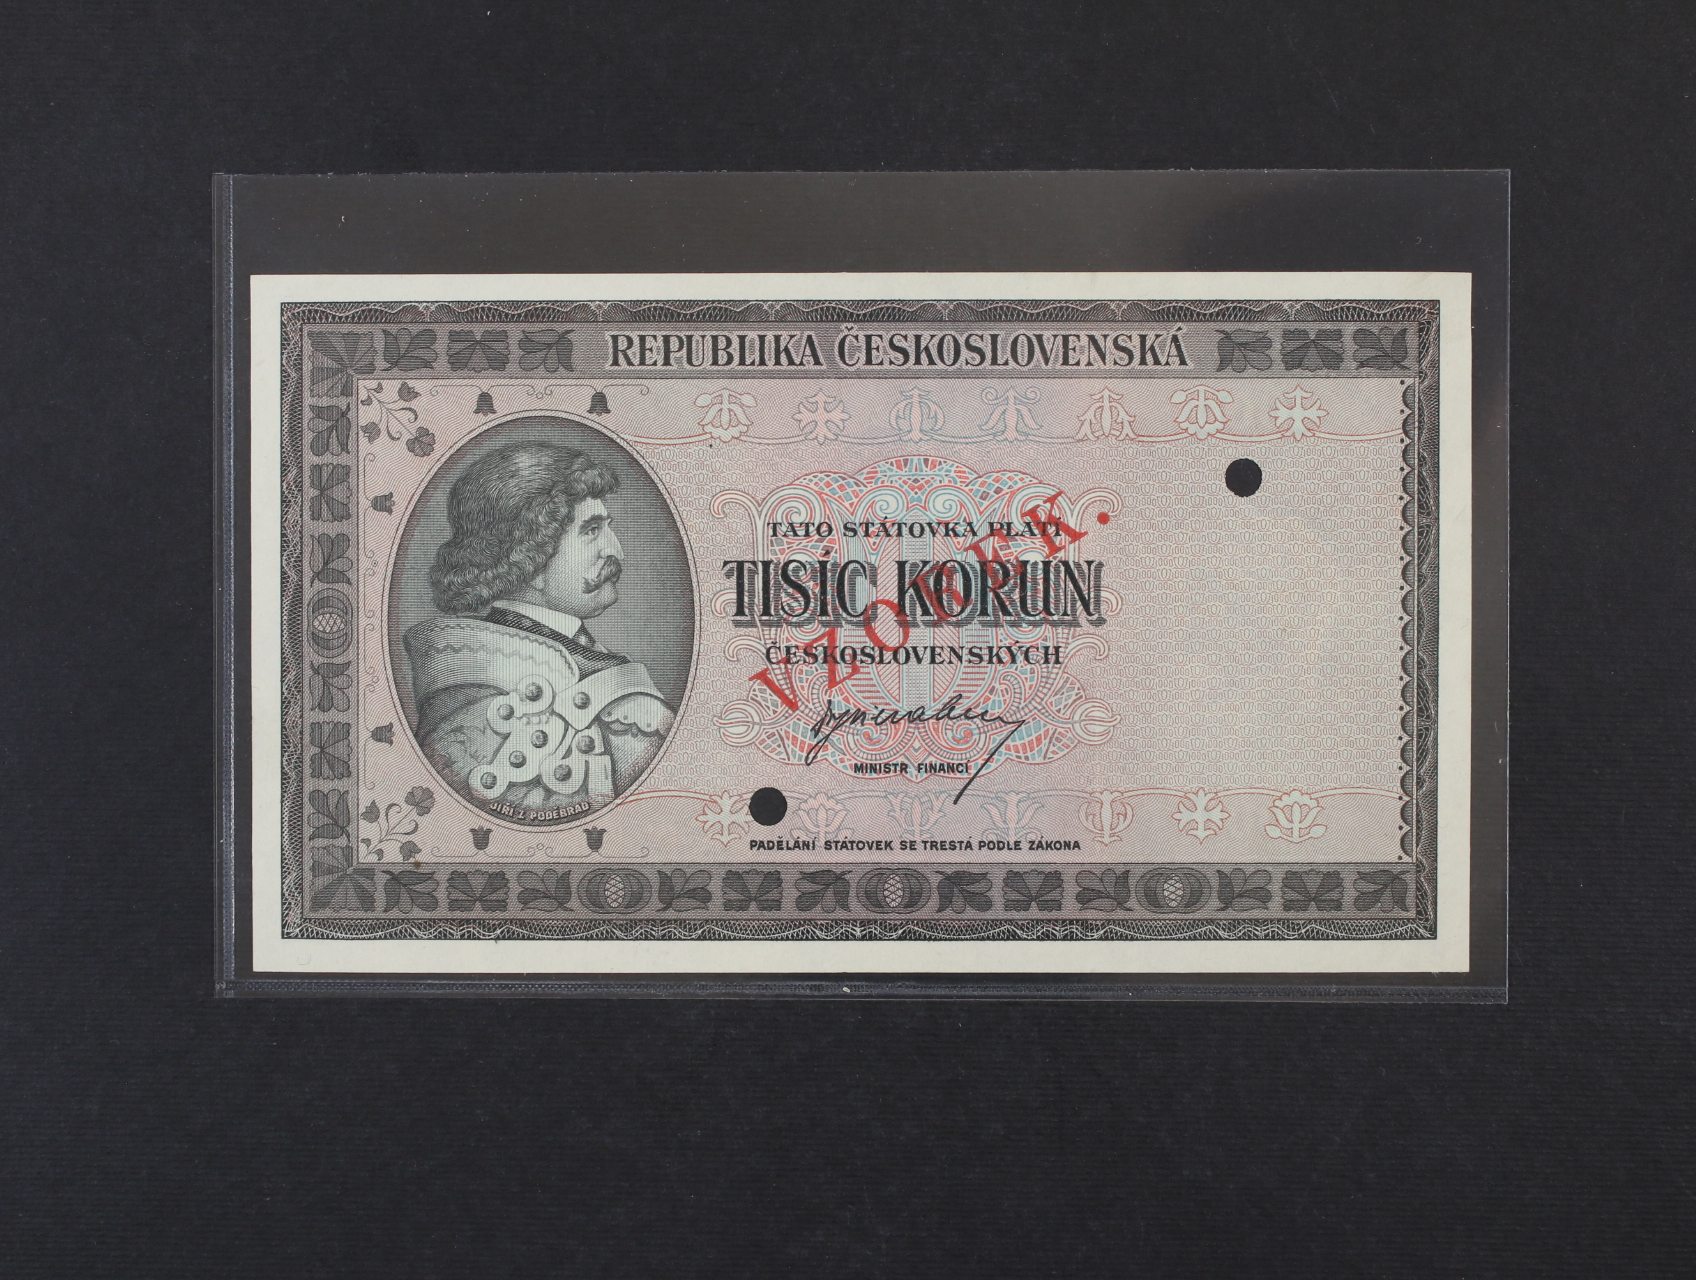 REPUBLIKA ČESKOSLOVENSKÁ
TATO STÁTOVKA PLATÍ
TISÍC KORUN
ČESKOSLOVENSKÝCH
VZOREK.
MINISTR FINANCÍ
JIŘÍ Z PODĚBRAD
PADĚLÁNÍ STÁTOVEK SE TRESTÁ PODLE ZÁKONA